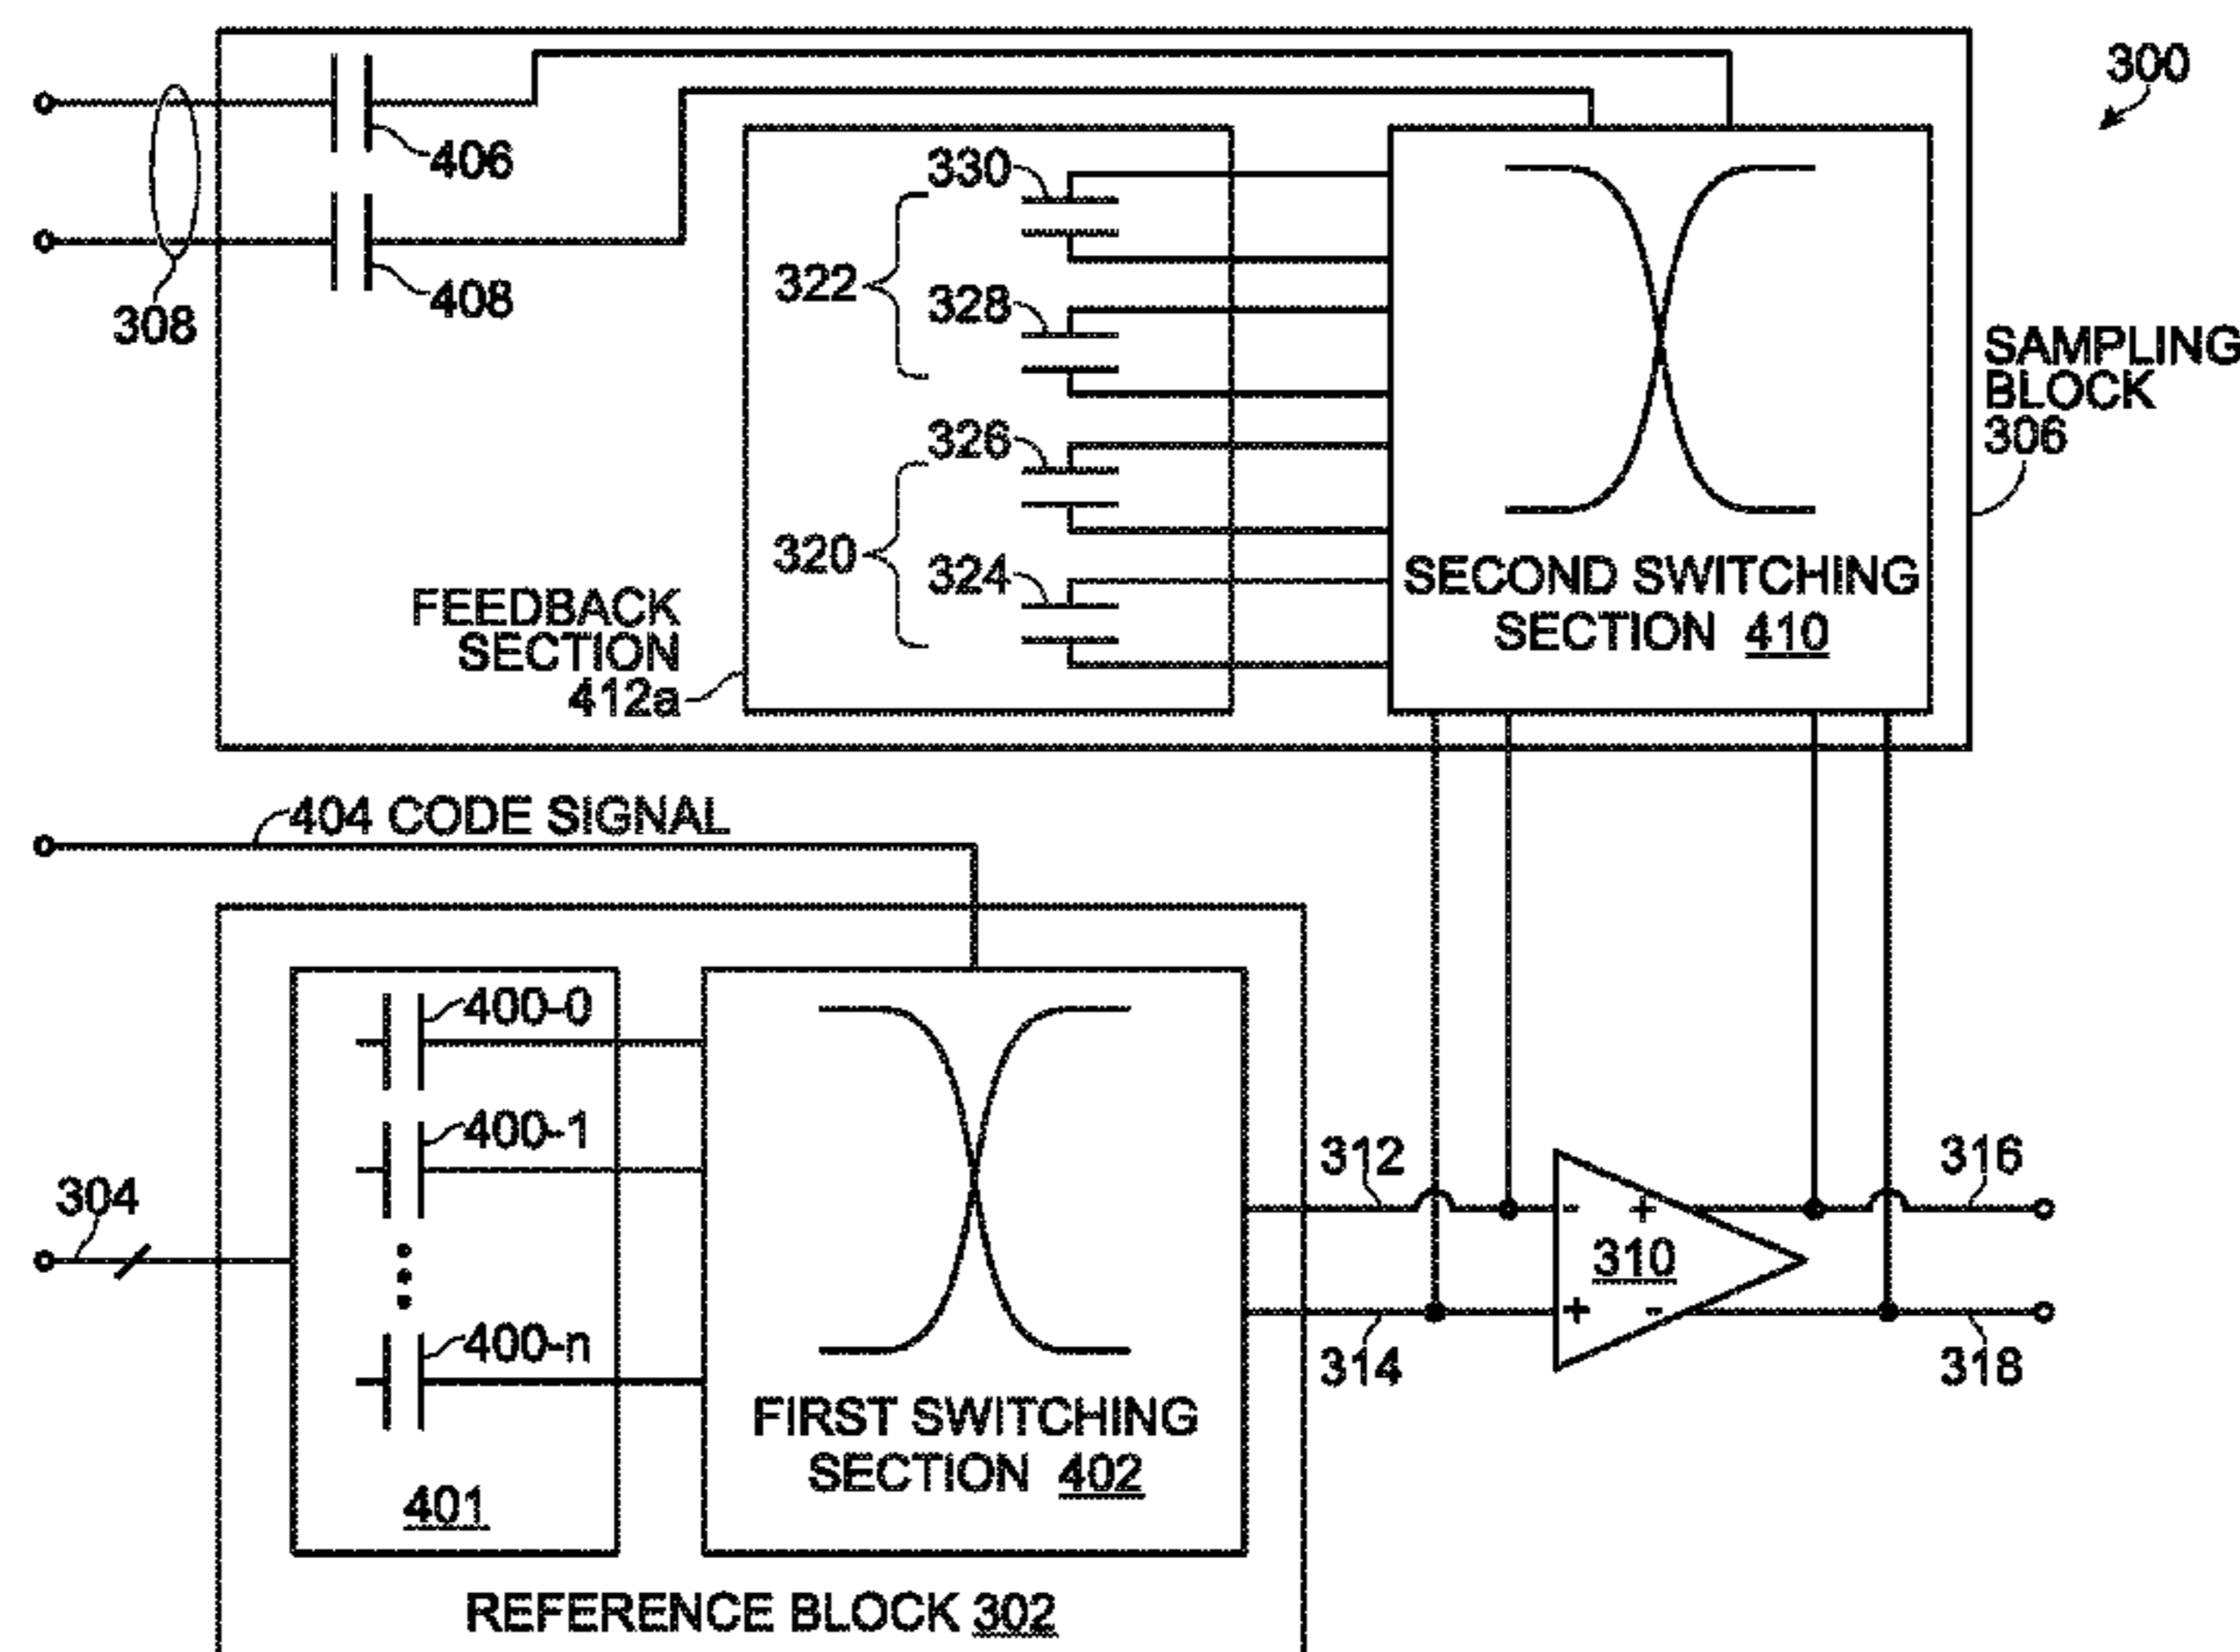 300
406
408
308
330
322
328
326
320
324
FEEDBACK
SECTION
412a
SECOND SWITCHING
SECTION 410
SAMPLING
BLOCK
306
404 CODE SIGNAL
400-0
400-1
400-n
401
304
FIRST SWITCHING
SECTION 402
REFERENCE BLOCK 302
312
314
- +
310
+ -
316
318